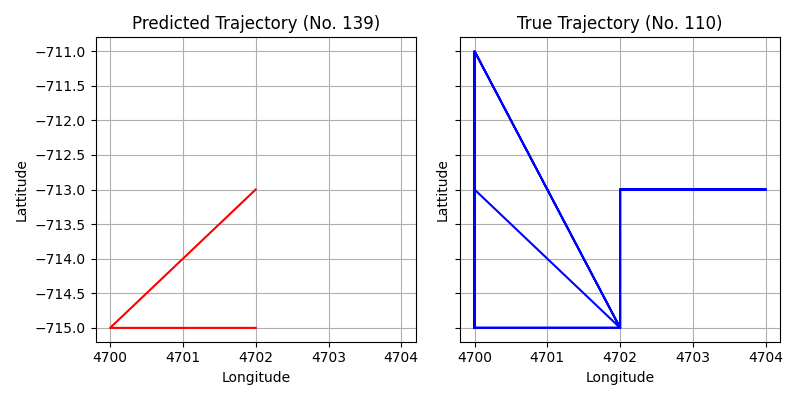 Predicted Trajectory (No. 139)
Lattitude
−711.0
−711.5
−712.0
−712.5
−713.0
−713.5
−714.0
−714.5
−715.0
4700 4701 4702 4703 4704
Longitude
True Trajectory (No. 110)
Lattitude
4700 4701 4702 4703 4704
Longitude